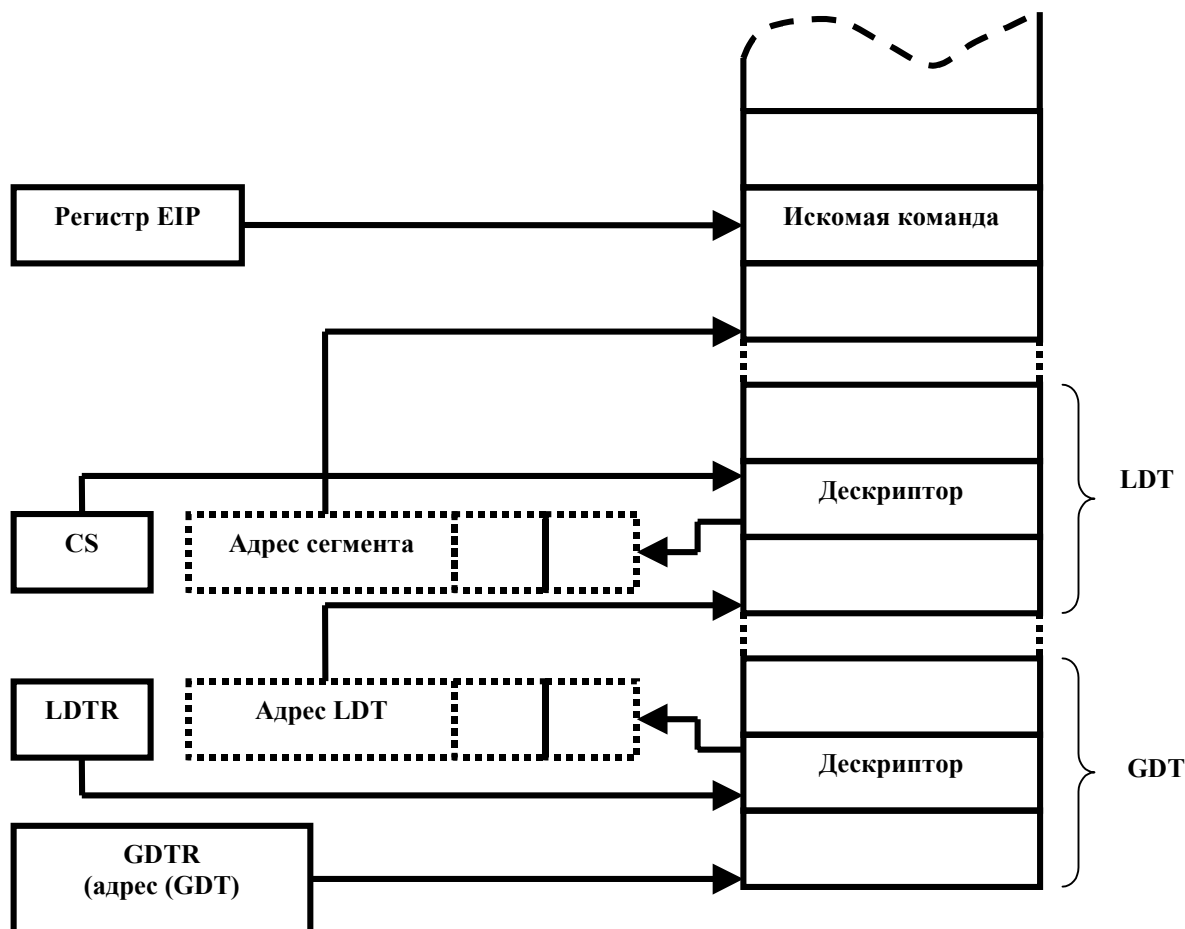 Регистр EIP
Искомая команда
LDT
Дескриптор
CS
Адрес сегмента
LDTR
Адрес LDT
Дескриптор
GDT
GDTR
(адрес (GDT)